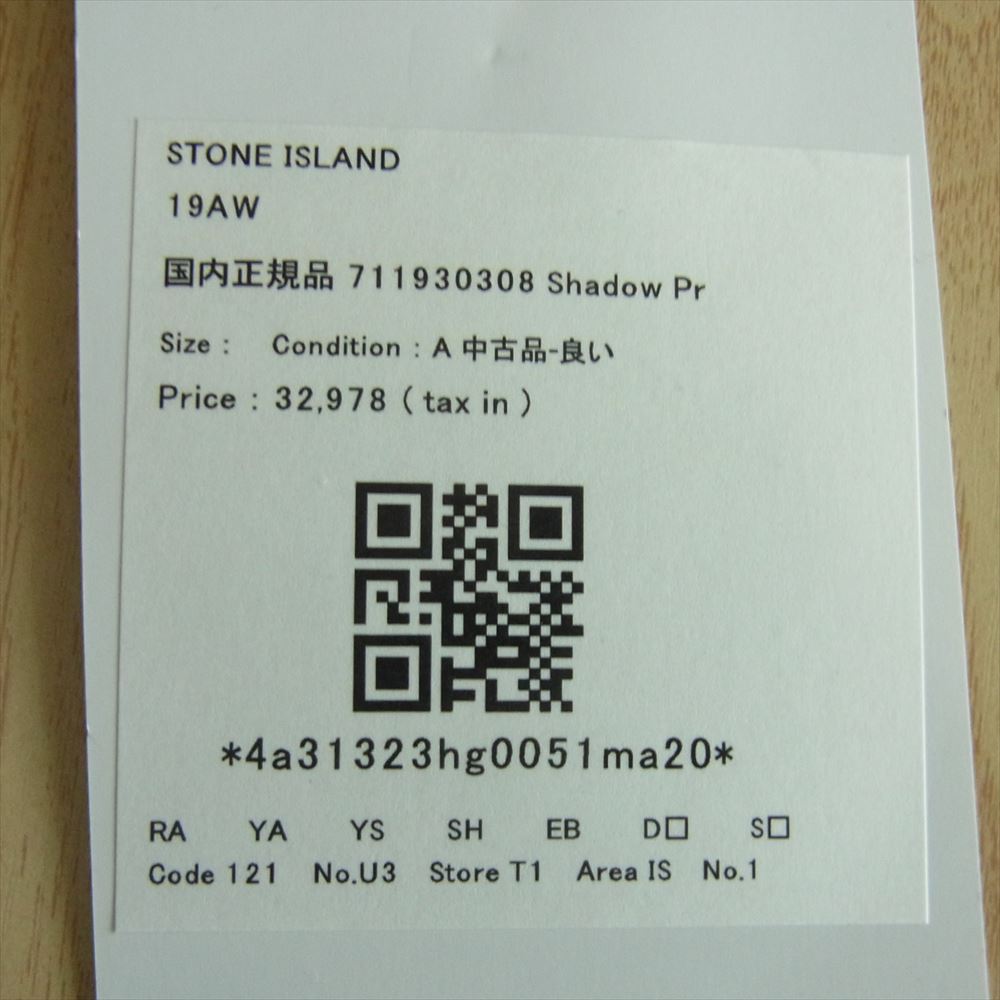 STONE ISLAND
19AW
国内正規品 711930308 Shadow Pr
Size : Condition : A 中古品-良い
Price : 32,978 ( tax in )
*4a31323hg0051ma20*
RA YA YS SH EB D□ S□
Code 121 No.U3 Store T1 Area IS No.1